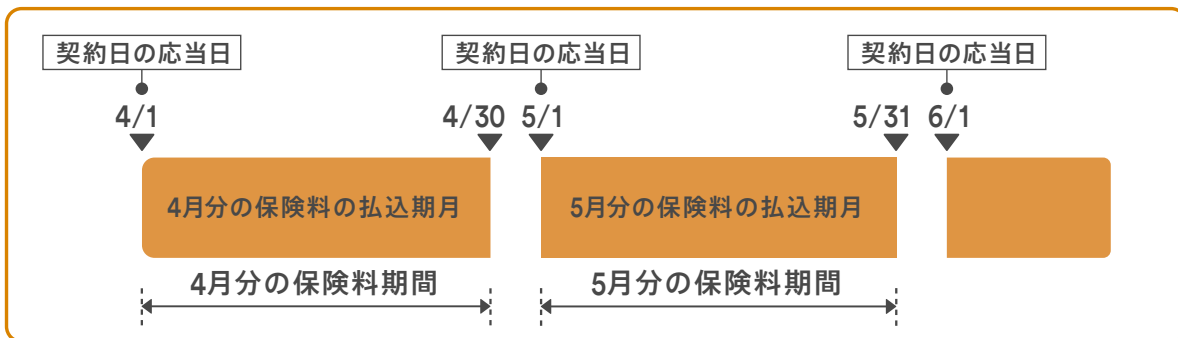 契約日の応当日 契約日の応当日 契約日の応当日
4/1 4/30 5/1 5/31 6/1
4月分の保険料の払込期月 5月分の保険料の払込期月
4月分の保険料期間 5月分の保険料期間